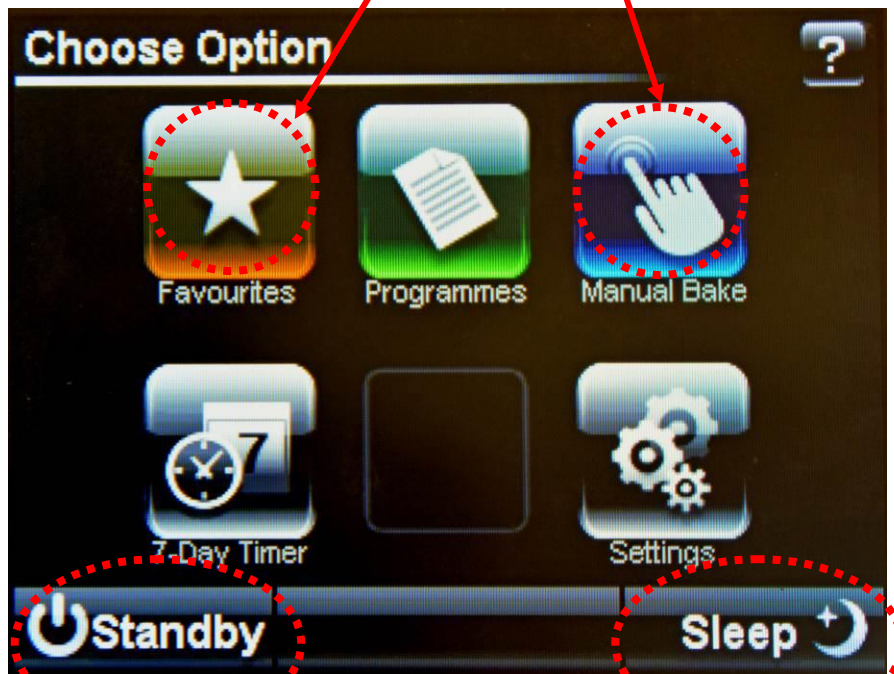 Choose Option
?
Favourites
Programmes
Manual Bake
7
7-Day Timer
Settings
Standby
Sleep